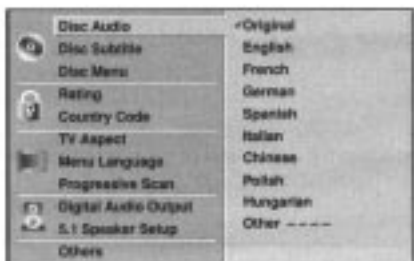 Disc Audio
Disc Subtitle
Disc Menu
Rating
Country Code
TV Aspect
Menu Language
Progressive Scan
Digital Audio Output
5.1 Speaker Setup
Others
✓Original
English
French
German
Spanish
Italian
Chinese
Polish
Hungarian
Other – – – –